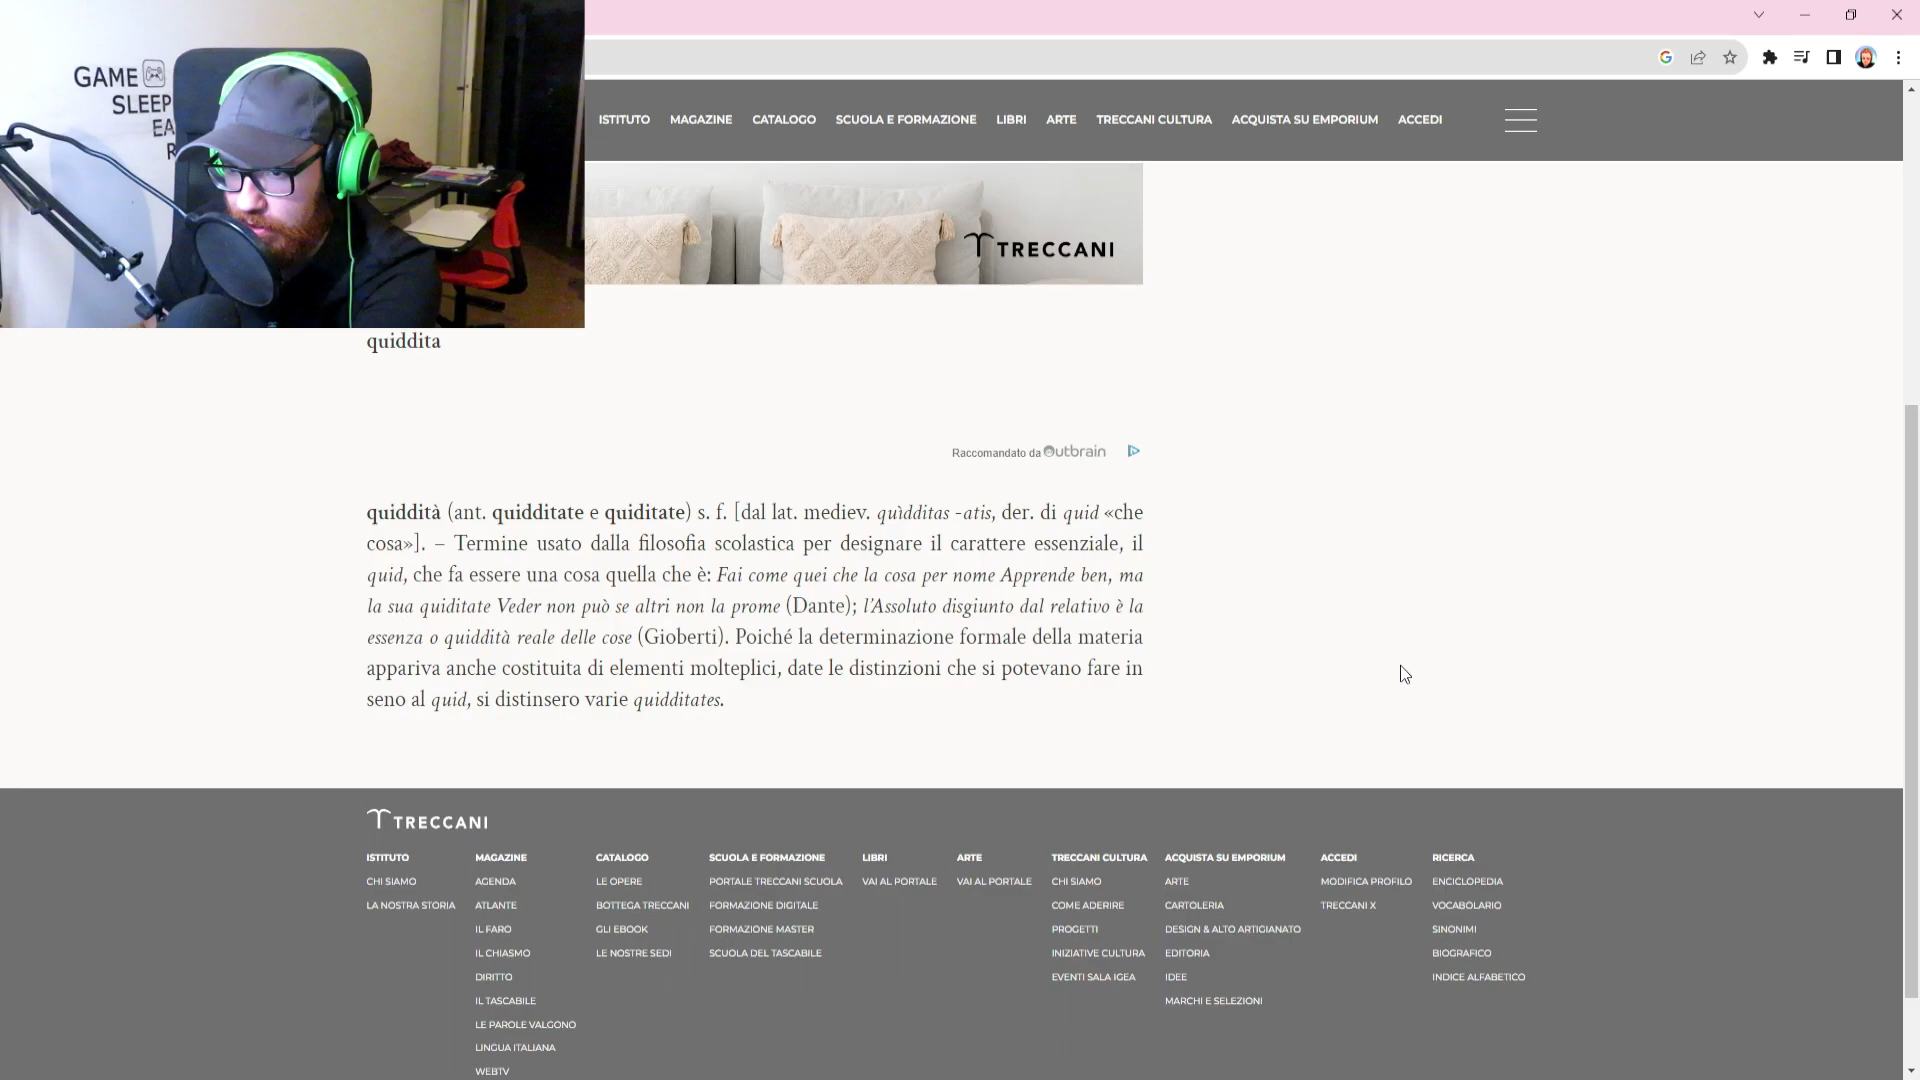 GAME
SLEEP
EA
R
ISTITUTO MAGAZINE CATALOGO SCUOLA E FORMAZIONE LIBRI ARTE TRECCANI CULTURA ACQUISTA SU EMPORIUM ACCEDI
TRECCANI
quiddita
Raccomandato da Outbrain
quiddità (ant. quidditate e quiditate) s. f. [dal lat. mediev. quìdditas -atis, der. di quid «che
cosa»]. – Termine usato dalla filosofia scolastica per designare il carattere essenziale, il
quid, che fa essere una cosa quella che è: Fai come quei che la cosa per nome Apprende ben, ma
la sua quiditate Veder non può se altri non la prome (Dante); l’Assoluto disgiunto dal relativo è la
essenza o quiddità reale delle cose (Gioberti). Poiché la determinazione formale della materia
appariva anche costituita di elementi molteplici, date le distinzioni che si potevano fare in
seno al quid, si distinsero varie quidditates.
TRECCANI
ISTITUTO MAGAZINE CATALOGO SCUOLA E FORMAZIONE LIBRI ARTE TRECCANI CULTURA ACQUISTA SU EMPORIUM ACCEDI RICERCA
CHI SIAMO AGENDA LE OPERE PORTALE TRECCANI SCUOLA VAI AL PORTALE VAI AL PORTALE CHI SIAMO ARTE MODIFICA PROFILO ENCICLOPEDIA
LA NOSTRA STORIA ATLANTE BOTTEGA TRECCANI FORMAZIONE DIGITALE COME ADERIRE CARTOLERIA TRECCANI X VOCABOLARIO
IL FARO GLI EBOOK FORMAZIONE MASTER PROGETTI DESIGN & ALTO ARTIGIANATO SINONIMI
IL CHIASMO LE NOSTRE SEDI SCUOLA DEL TASCABILE INIZIATIVE CULTURA EDITORIA BIOGRAFICO
DIRITTO EVENTI SALA IGEA IDEE INDICE ALFABETICO
IL TASCABILE MARCHI E SELEZIONI
LE PAROLE VALGONO
LINGUA ITALIANA
WEBTV